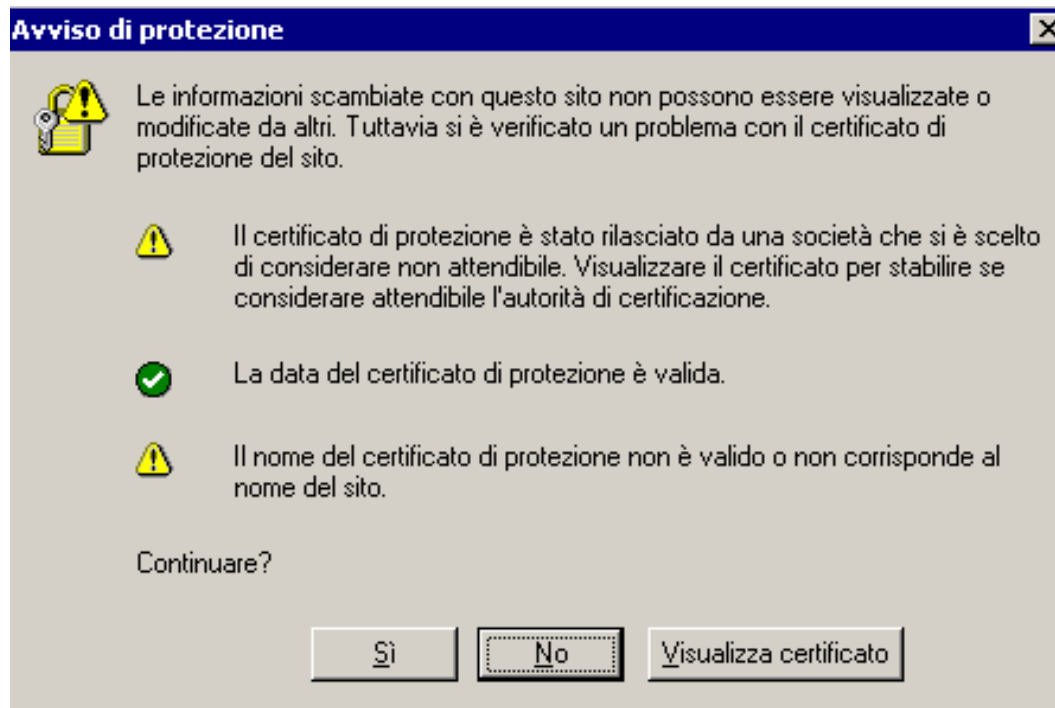 Avviso di protezione
Le informazioni scambiate con questo sito non possono essere visualizzate o
modificate da altri. Tuttavia si è verificato un problema con il certificato di
protezione del sito.
Il certificato di protezione è stato rilasciato da una società che si è scelto
di considerare non attendibile. Visualizzare il certificato per stabilire se
considerare attendibile l'autorità di certificazione.
La data del certificato di protezione è valida.
Il nome del certificato di protezione non è valido o non corrisponde al
nome del sito.
Continuare?
Sì No Visualizza certificato